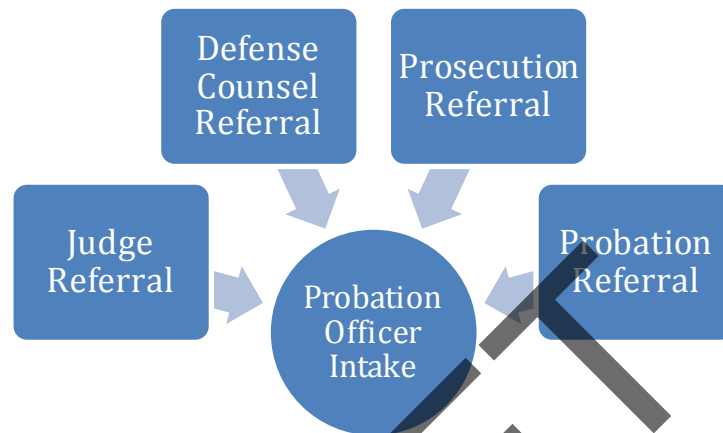 Defense
Counsel
Referral
Prosecution
Referral
Judge
Referral
Probation
Referral
Probation
Officer
Intake